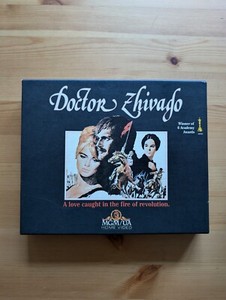 Doctor Zhivago
Winner of
6 Academy
Awards
A love caught in the fire of revolution.
MGM/UA
HOME VIDEO